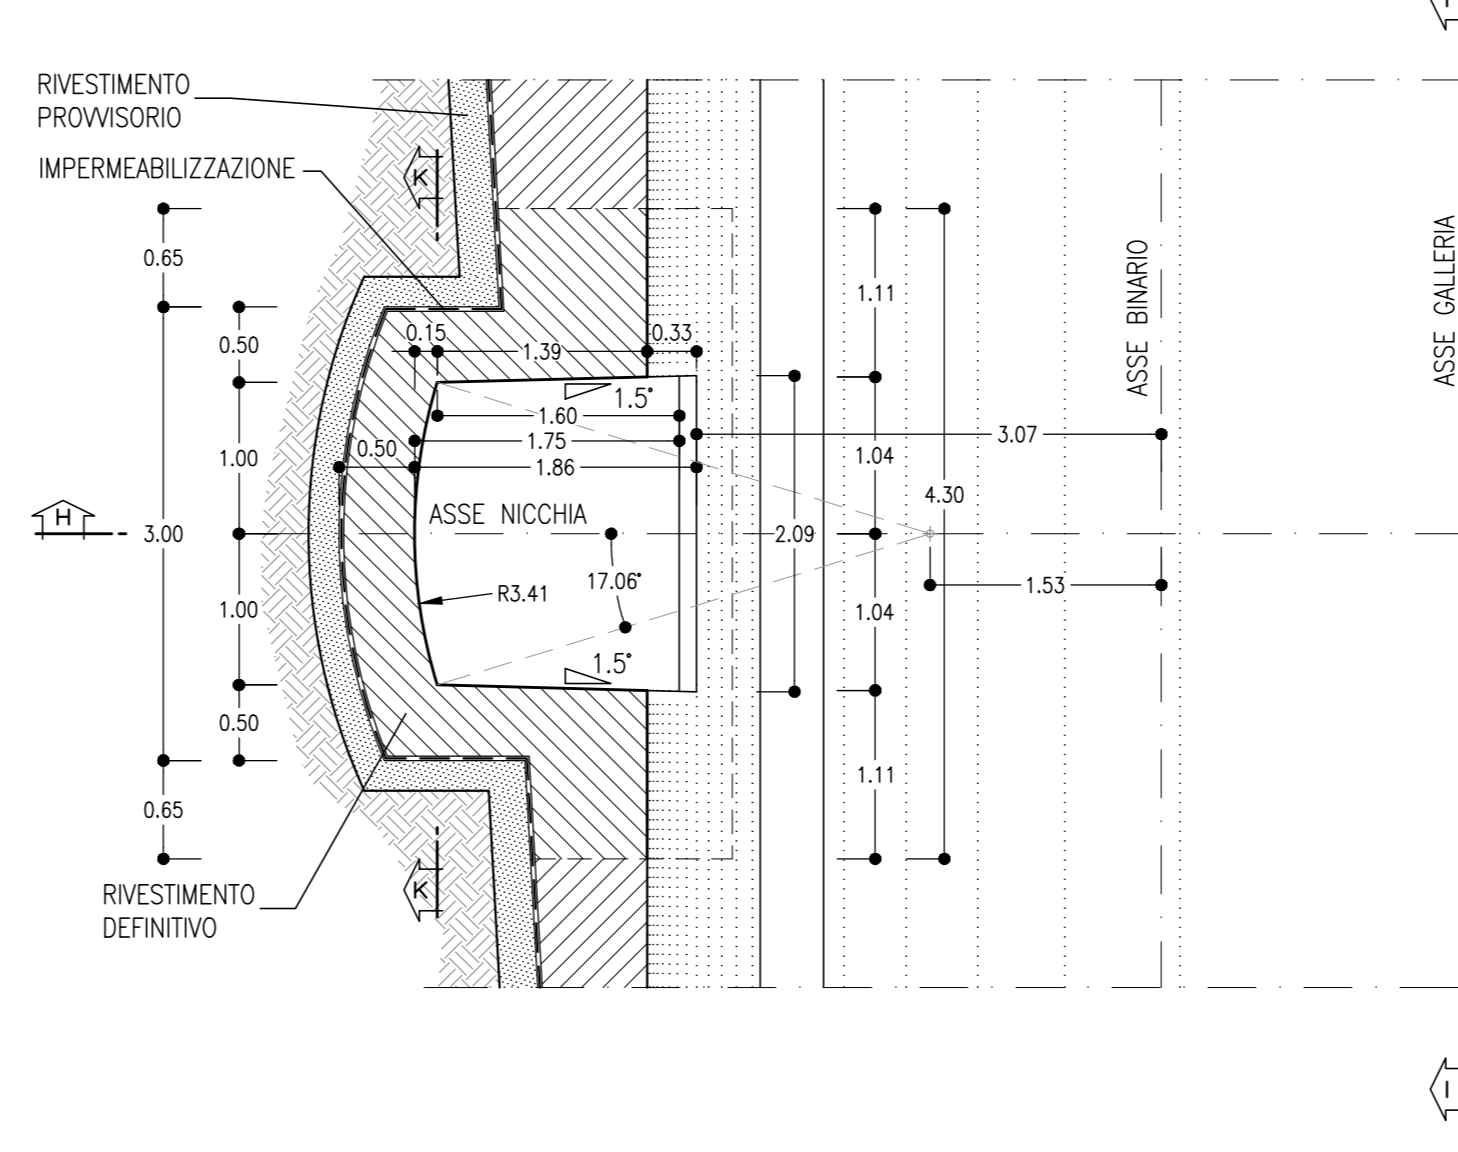 RIVESTIMENTO
PROVVISORIO
IMPERMEABILIZZAZIONE
K
0.65
0.50
0.15
1.39
0.33
1.11
ASSE BINARIO
ASSE GALLERIA
1.5°
1.60
1.75
0.50
1.86
1.00
3.07
1.04
4.30
H
3.00
ASSE NICCHIA
2.09
17.06°
R3.41
1.53
1.00
1.04
1.5°
0.50
1.11
0.65
K
RIVESTIMENTO
DEFINITIVO
I